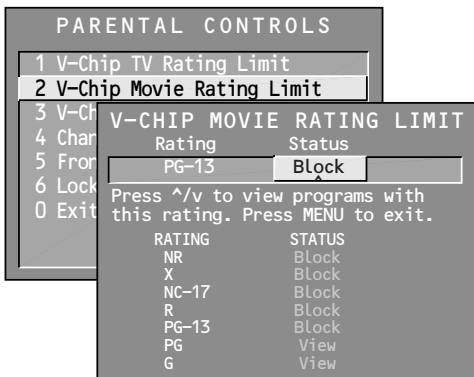 PARENTAL CONTROLS
1 V-Chip TV Rating Limit
2 V-Chip Movie Rating Limit
3 V-Ch
4 Chan
5 Fron
6 Lock
0 Exit
V-CHIP MOVIE RATING LIMIT
Rating Status
PG-13 Block
Press ^/v to view programs with
this rating. Press MENU to exit.
RATING STATUS
NR Block
X Block
NC-17 Block
R Block
PG-13 Block
PG View
G View